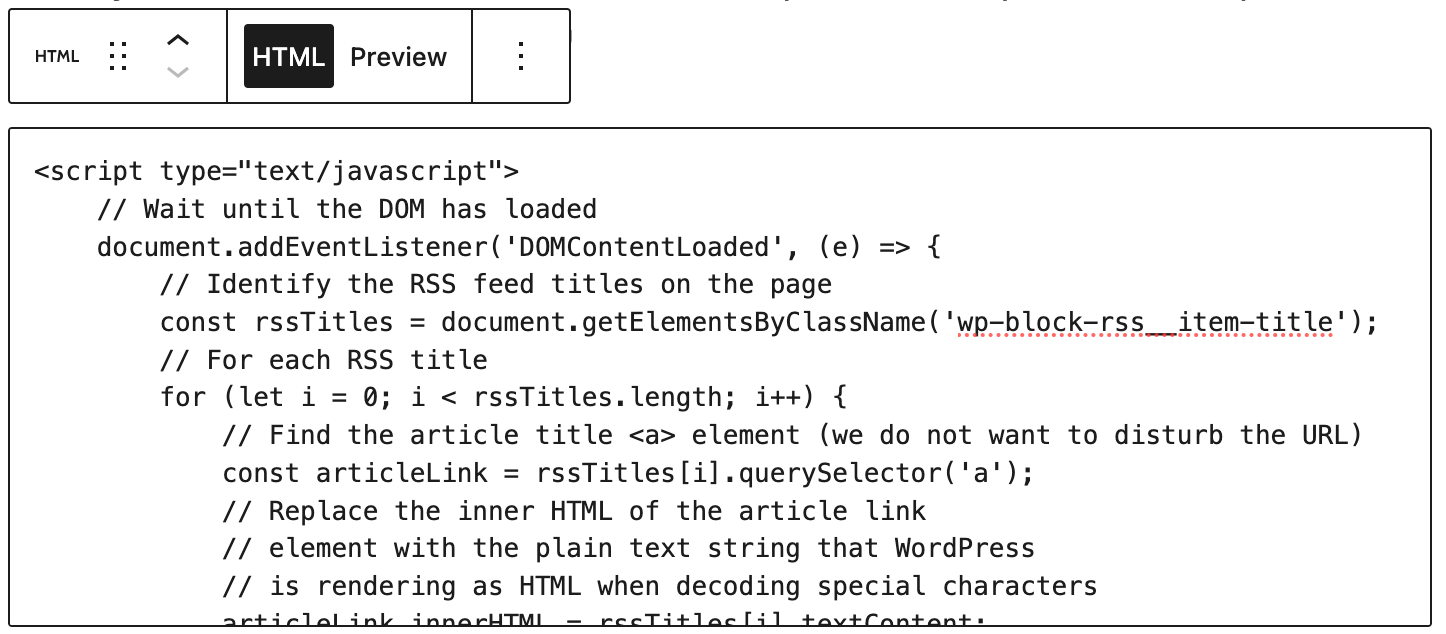 HTML HTML Preview
<script type="text/javascript">
    // Wait until the DOM has loaded
    document.addEventListener('DOMContentLoaded', (e) => {
        // Identify the RSS feed titles on the page
        const rssTitles = document.getElementsByClassName('wp-block-rss__item-title');
        // For each RSS title
        for (let i = 0; i < rssTitles.length; i++) {
            // Find the article title <a> element (we do not want to disturb the URL)
            const articleLink = rssTitles[i].querySelector('a');
            // Replace the inner HTML of the article link
            // element with the plain text string that WordPress
            // is rendering as HTML when decoding special characters
            articleLink.innerHTML = rssTitles[i].textContent;